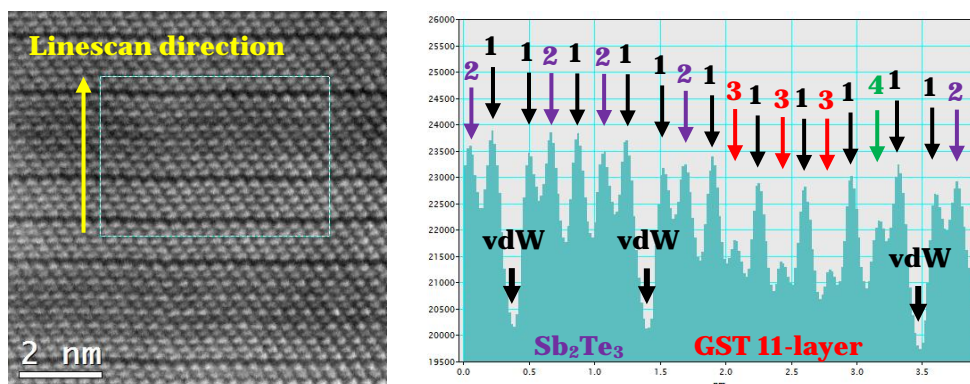 Linescan direction
2 nm
26000
25500
25000
24500
24000
23500
23000
22500
22000
21500
21000
20500
20000
19500
2 1 1 2 1 2 1 1 2 1 3 1 3 1 3 1 4 1 1 2
vdW vdW vdW
Sb₂Te₃ GST 11-layer
0.0 0.5 1.0 1.5 2.0 2.5 3.0 3.5